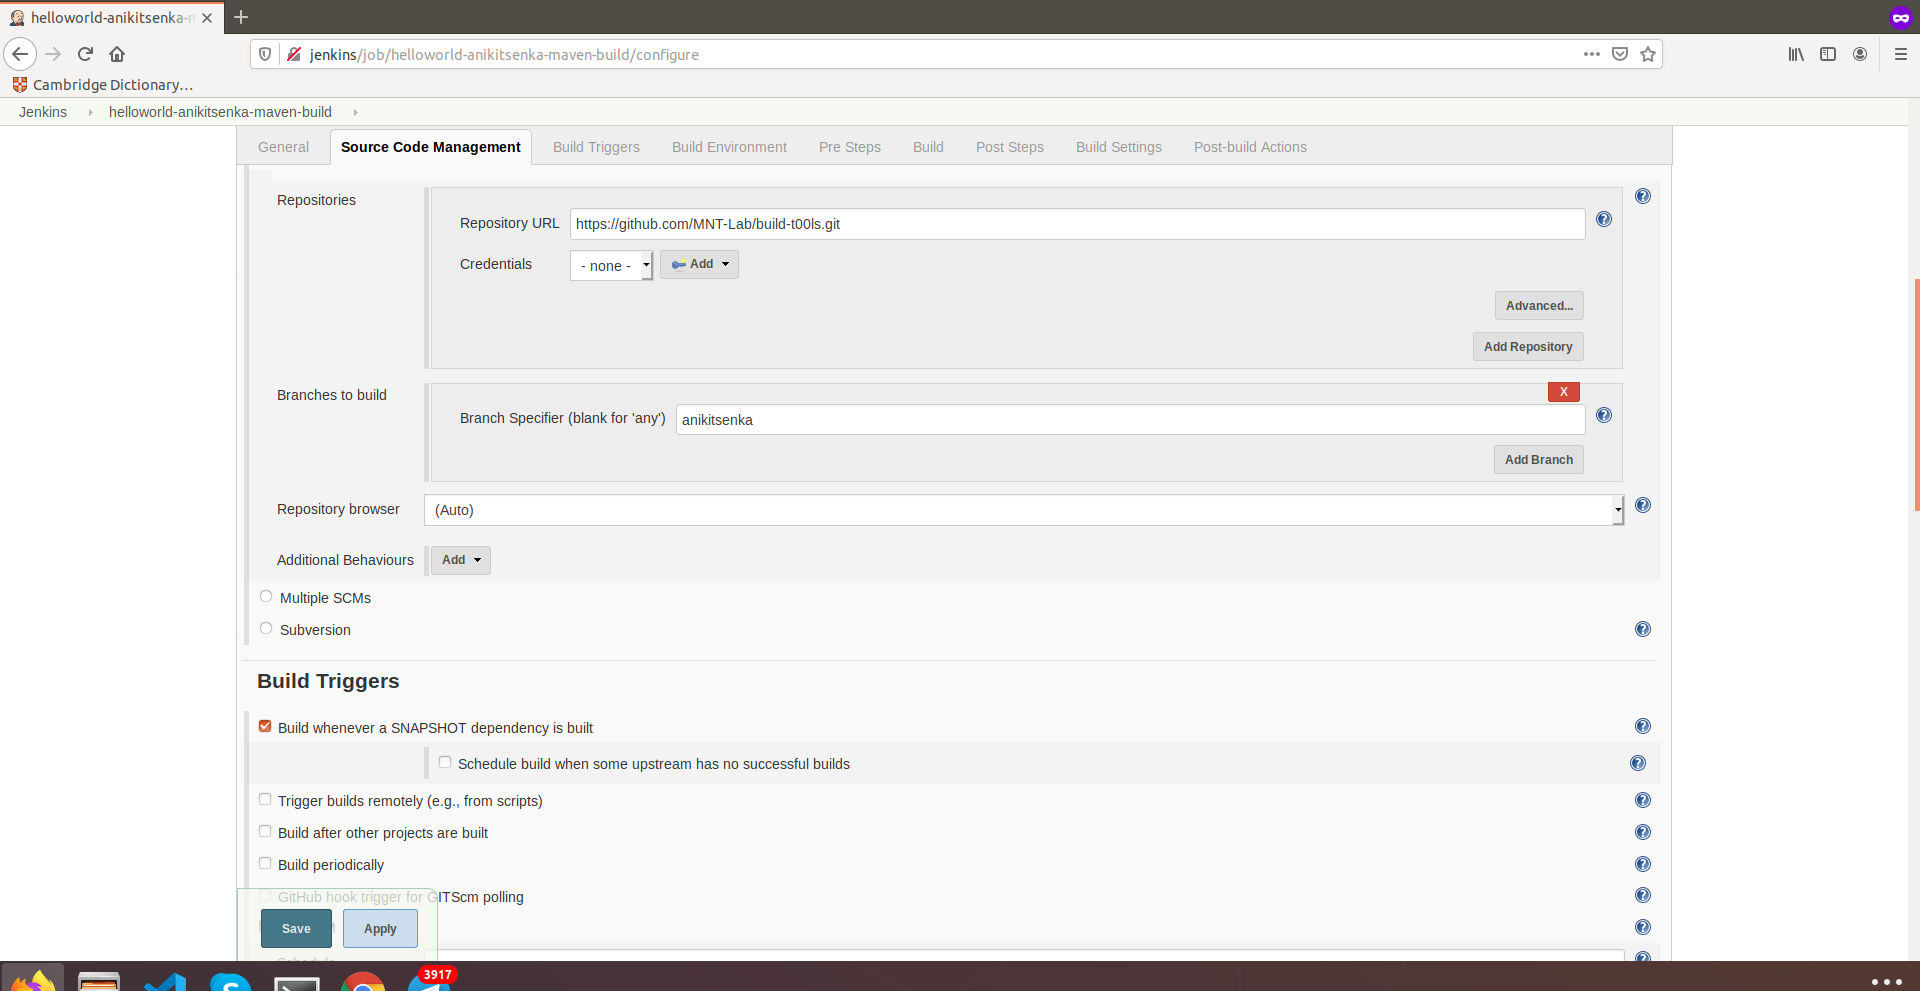 helloworld-anikitsenka-m
jenkins/job/helloworld-anikitsenka-maven-build/configure
Cambridge Dictionary…
Jenkins helloworld-anikitsenka-maven-build
General Source Code Management Build Triggers Build Environment Pre Steps Build Post Steps Build Settings Post-build Actions
Repositories
Repository URL https://github.com/MNT-Lab/build-t00ls.git
Credentials - none - Add
Advanced...
Add Repository
Branches to build
X
Branch Specifier (blank for 'any') anikitsenka
Add Branch
Repository browser (Auto)
Additional Behaviours Add
Multiple SCMs
Subversion
Build Triggers
Build whenever a SNAPSHOT dependency is built
Schedule build when some upstream has no successful builds
Trigger builds remotely (e.g., from scripts)
Build after other projects are built
Build periodically
GitHub hook trigger for GITScm polling
Save Apply
Schedule
3917